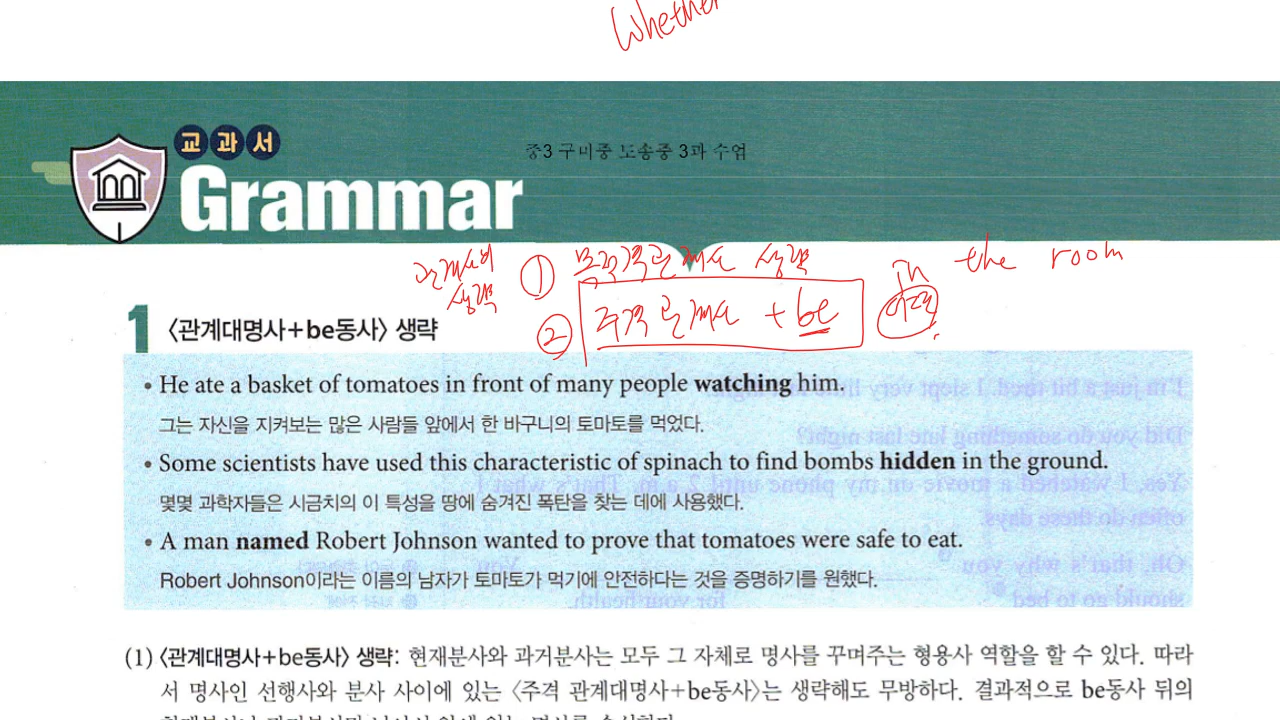 Whether
교과서
Grammar
중3 구미중 도송중 3과 수업
관계사의 생략
① 목적격관계사 생략
in the room
② 주격 관계사 + be
1 〈관계대명사+be동사〉 생략
• He ate a basket of tomatoes in front of many people watching him.
그는 자신을 지켜보는 많은 사람들 앞에서 한 바구니의 토마토를 먹었다.
• Some scientists have used this characteristic of spinach to find bombs hidden in the ground.
몇몇 과학자들은 시금치의 이 특성을 땅에 숨겨진 폭탄을 찾는 데에 사용했다.
• A man named Robert Johnson wanted to prove that tomatoes were safe to eat.
Robert Johnson이라는 이름의 남자가 토마토가 먹기에 안전하다는 것을 증명하기를 원했다.
(1) 〈관계대명사+be동사〉 생략: 현재분사와 과거분사는 모두 그 자체로 명사를 꾸며주는 형용사 역할을 할 수 있다. 따라
서 명사인 선행사와 분사 사이에 있는 〈주격 관계대명사+be동사〉는 생략해도 무방하다. 결과적으로 be동사 뒤의